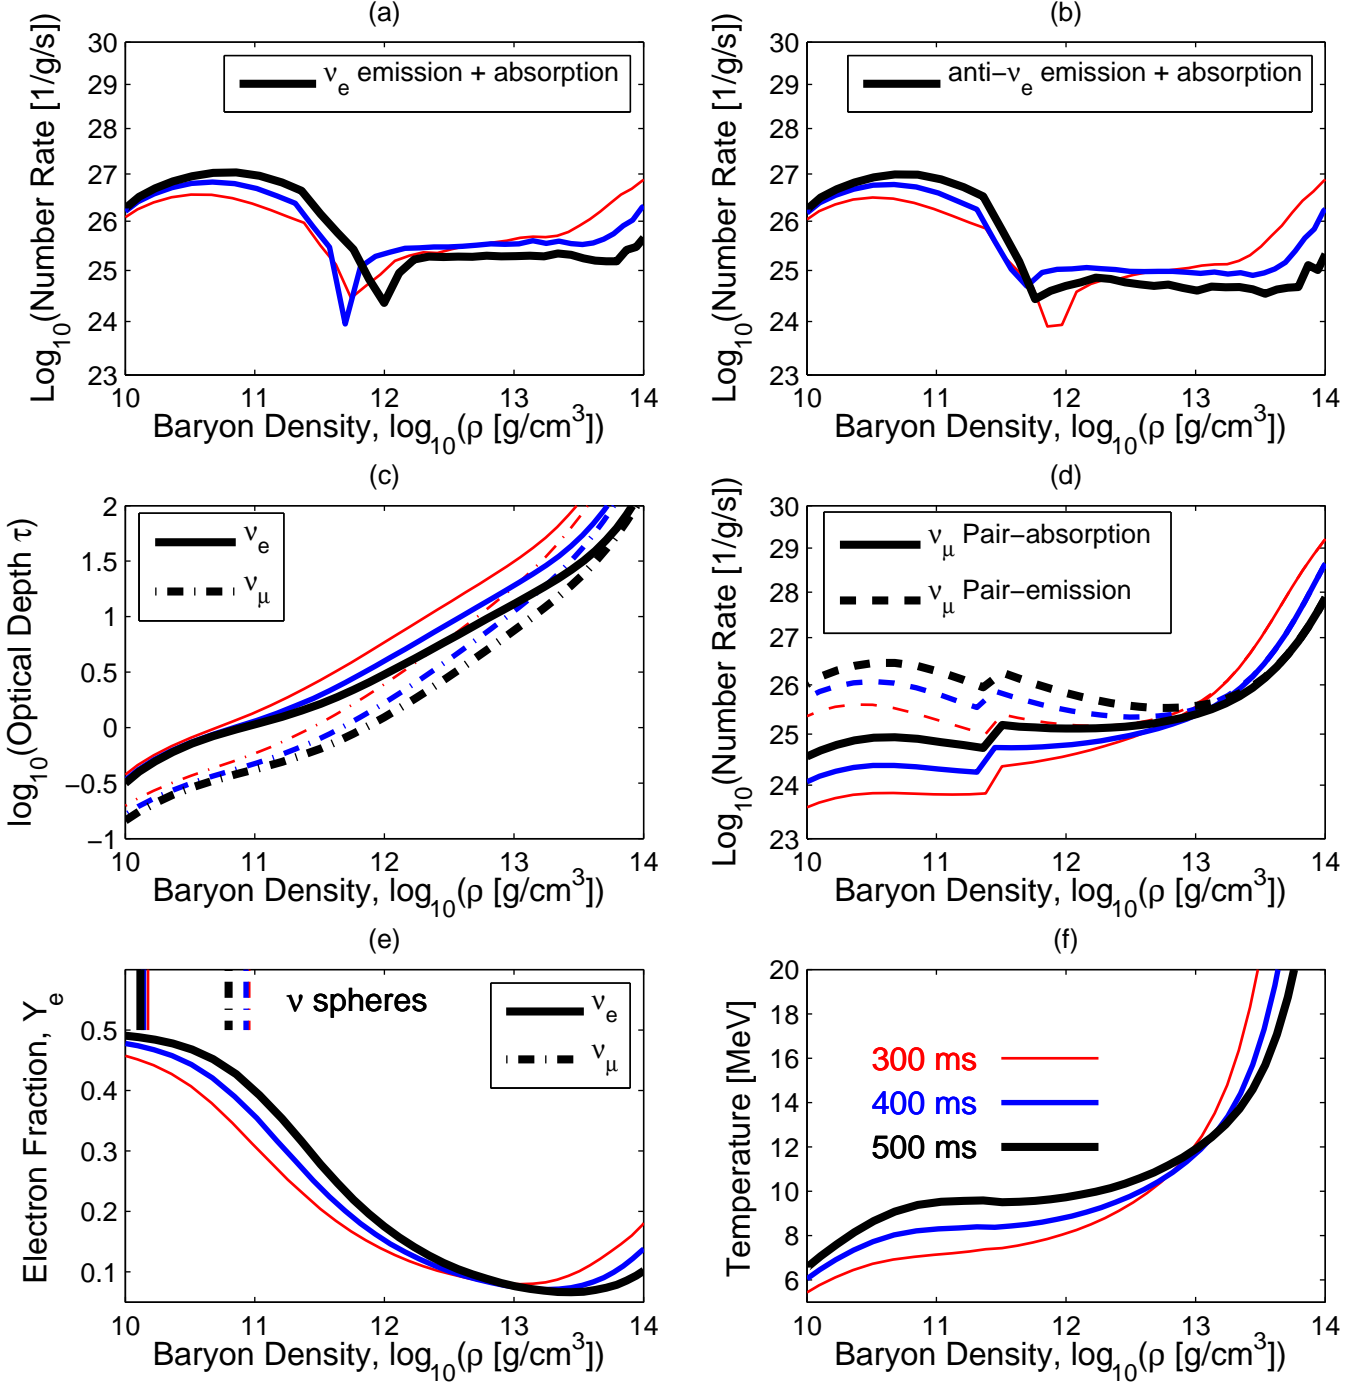 (a)
Log10(Number Rate [1/g/s])
30
29
28
27
26
25
24
23
νe emission + absorption
10 11 12 13 14
Baryon Density, log10(ρ [g/cm3])
(b)
Log10(Number Rate [1/g/s])
30
29
28
27
26
25
24
23
anti−νe emission + absorption
10 11 12 13 14
Baryon Density, log10(ρ [g/cm3])
(c)
log10(Optical Depth τ)
2
1.5
1
0.5
0
−0.5
−1
νe
νμ
10 11 12 13 14
Baryon Density, log10(ρ [g/cm3])
(d)
Log10(Number Rate [1/g/s])
30
29
28
27
26
25
24
23
νμ Pair−absorption
νμ Pair−emission
10 11 12 13 14
Baryon Density, log10(ρ [g/cm3])
(e)
Electron Fraction, Ye
0.5
0.4
0.3
0.2
0.1
ν spheres
νe
νμ
10 11 12 13 14
Baryon Density, log10(ρ [g/cm3])
(f)
Temperature [MeV]
20
18
16
14
12
10
8
6
300 ms
400 ms
500 ms
10 11 12 13 14
Baryon Density, log10(ρ [g/cm3])